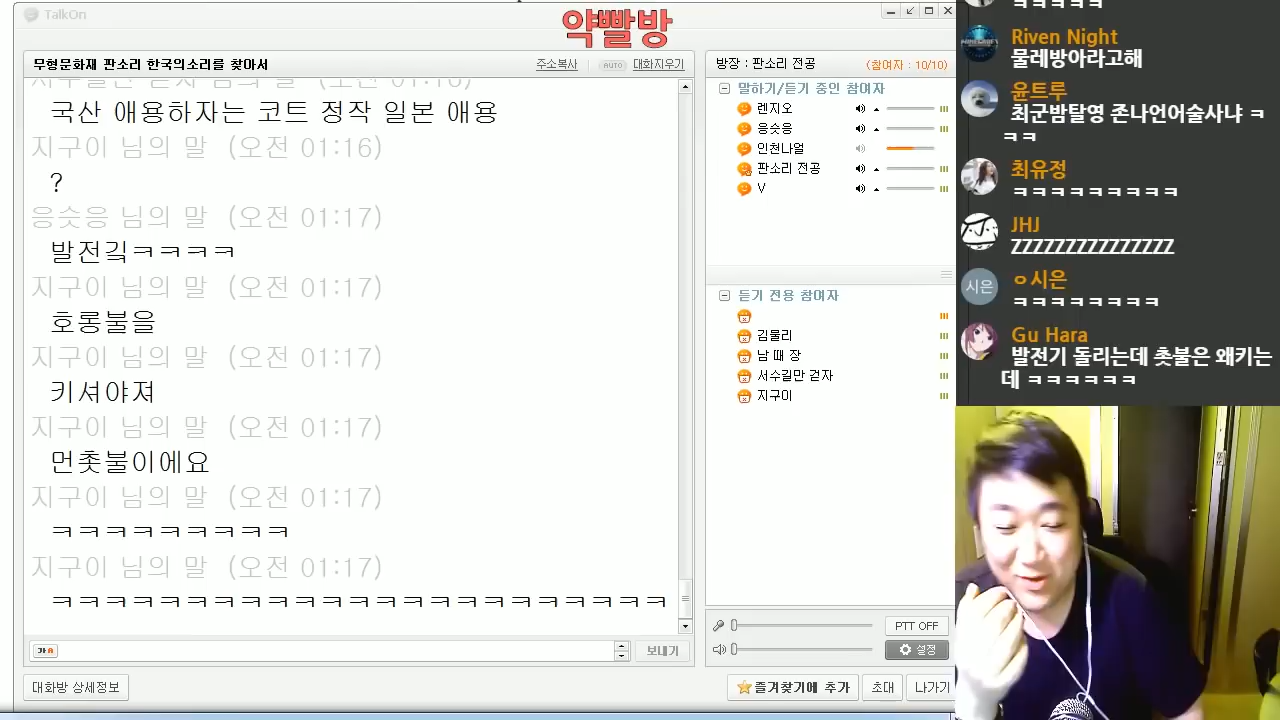 TalkOn
약빨방
무형문화재 판소리 한국의소리를 찾아서
주소복사
AUTO
대화지우기
국산 애용하자는 코트 정작 일본 애용
지구이 님의 말 (오전 01:16)
?
응슷응 님의 말 (오전 01:17)
발전긬ㅋㅋㅋㅋ
지구이 님의 말 (오전 01:17)
호롱불을
지구이 님의 말 (오전 01:17)
키셔야져
지구이 님의 말 (오전 01:17)
먼촛불이에요
지구이 님의 말 (오전 01:17)
ㅋㅋㅋㅋㅋㅋㅋㅋㅋ
지구이 님의 말 (오전 01:17)
ㅋㅋㅋㅋㅋㅋㅋㅋㅋㅋㅋㅋㅋㅋㅋㅋㅋㅋㅋㅋㅋㅋㅋ
가A
보내기
대화방 상세정보
방장 : 판소리 전공
(참여자 : 10/10)
말하기/듣기 중인 참여자
렌지로
응슷응
인천나얼
판소리 전공
V
듣기 전용 참여자
김물리
남 때 장
서수길만 걷자
지구이
PTT OFF
설정
즐겨찾기에 추가
초대
나가기
ㅋㅋㅋㅋㅋ
Riven Night
물레방아라고해
윤트루
최군밤탈영 존나언어술사냐 ㅋ
ㅋㅋ
최유정
ㅋㅋㅋㅋㅋㅋㅋㅋㅋ
JHJ
ZZZZZZZZZZZZZZZ
시은
ㅇ시은
ㅋㅋㅋㅋㅋㅋㅋㅋ
Gu Hara
발전기 돌리는데 촛불은 왜키는
데 ㅋㅋㅋㅋㅋㅋ